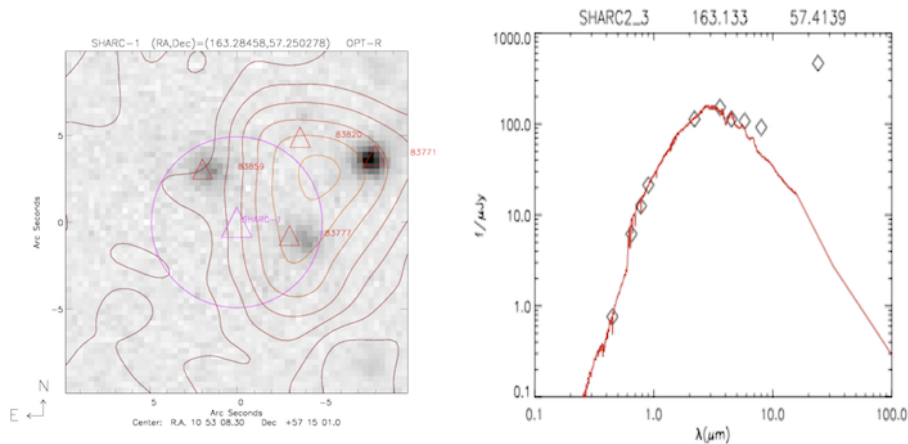 SHARC-1 (RA,Dec)=(163.28458,57.250278) OPT-R
5
0
-5
Arc Seconds
83820
83771
83859
SHARC-1
83777
5
0
-5
Arc Seconds
Center: R.A. 10 53 08.30 Dec +57 15 01.0
N
E
SHARC2_3 163.133 57.4139
1000.0
100.0
10.0
1.0
0.1
f/μJy
0.1
1.0
10.0
100.0
λ(μm)